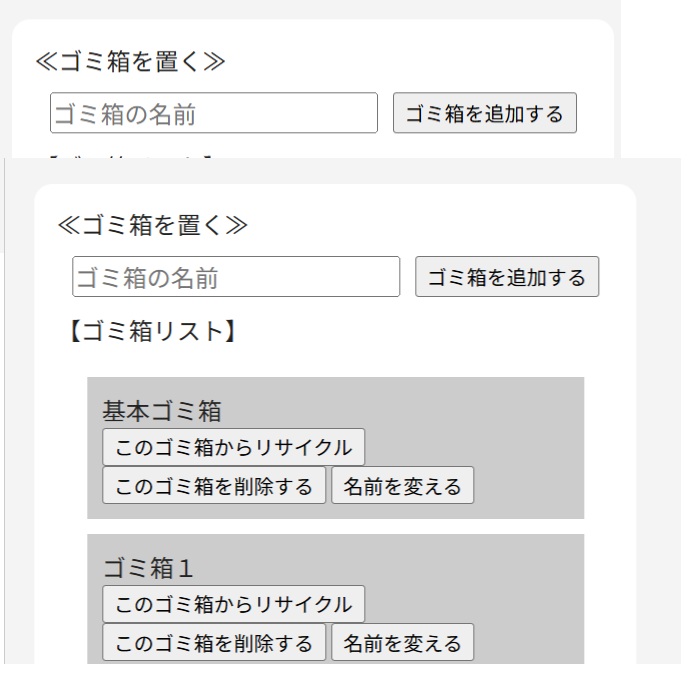 ≪ゴミ箱を置く≫
ゴミ箱の名前 ゴミ箱を追加する
≪ゴミ箱を置く≫
ゴミ箱の名前 ゴミ箱を追加する
【ゴミ箱リスト】
基本ゴミ箱
このゴミ箱からリサイクル
このゴミ箱を削除する 名前を変える
ゴミ箱１
このゴミ箱からリサイクル
このゴミ箱を削除する 名前を変える